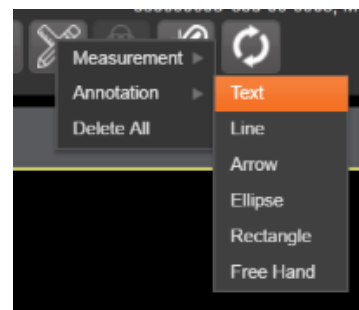 Measurement
Annotation
Delete All
Text
Line
Arrow
Ellipse
Rectangle
Free Hand